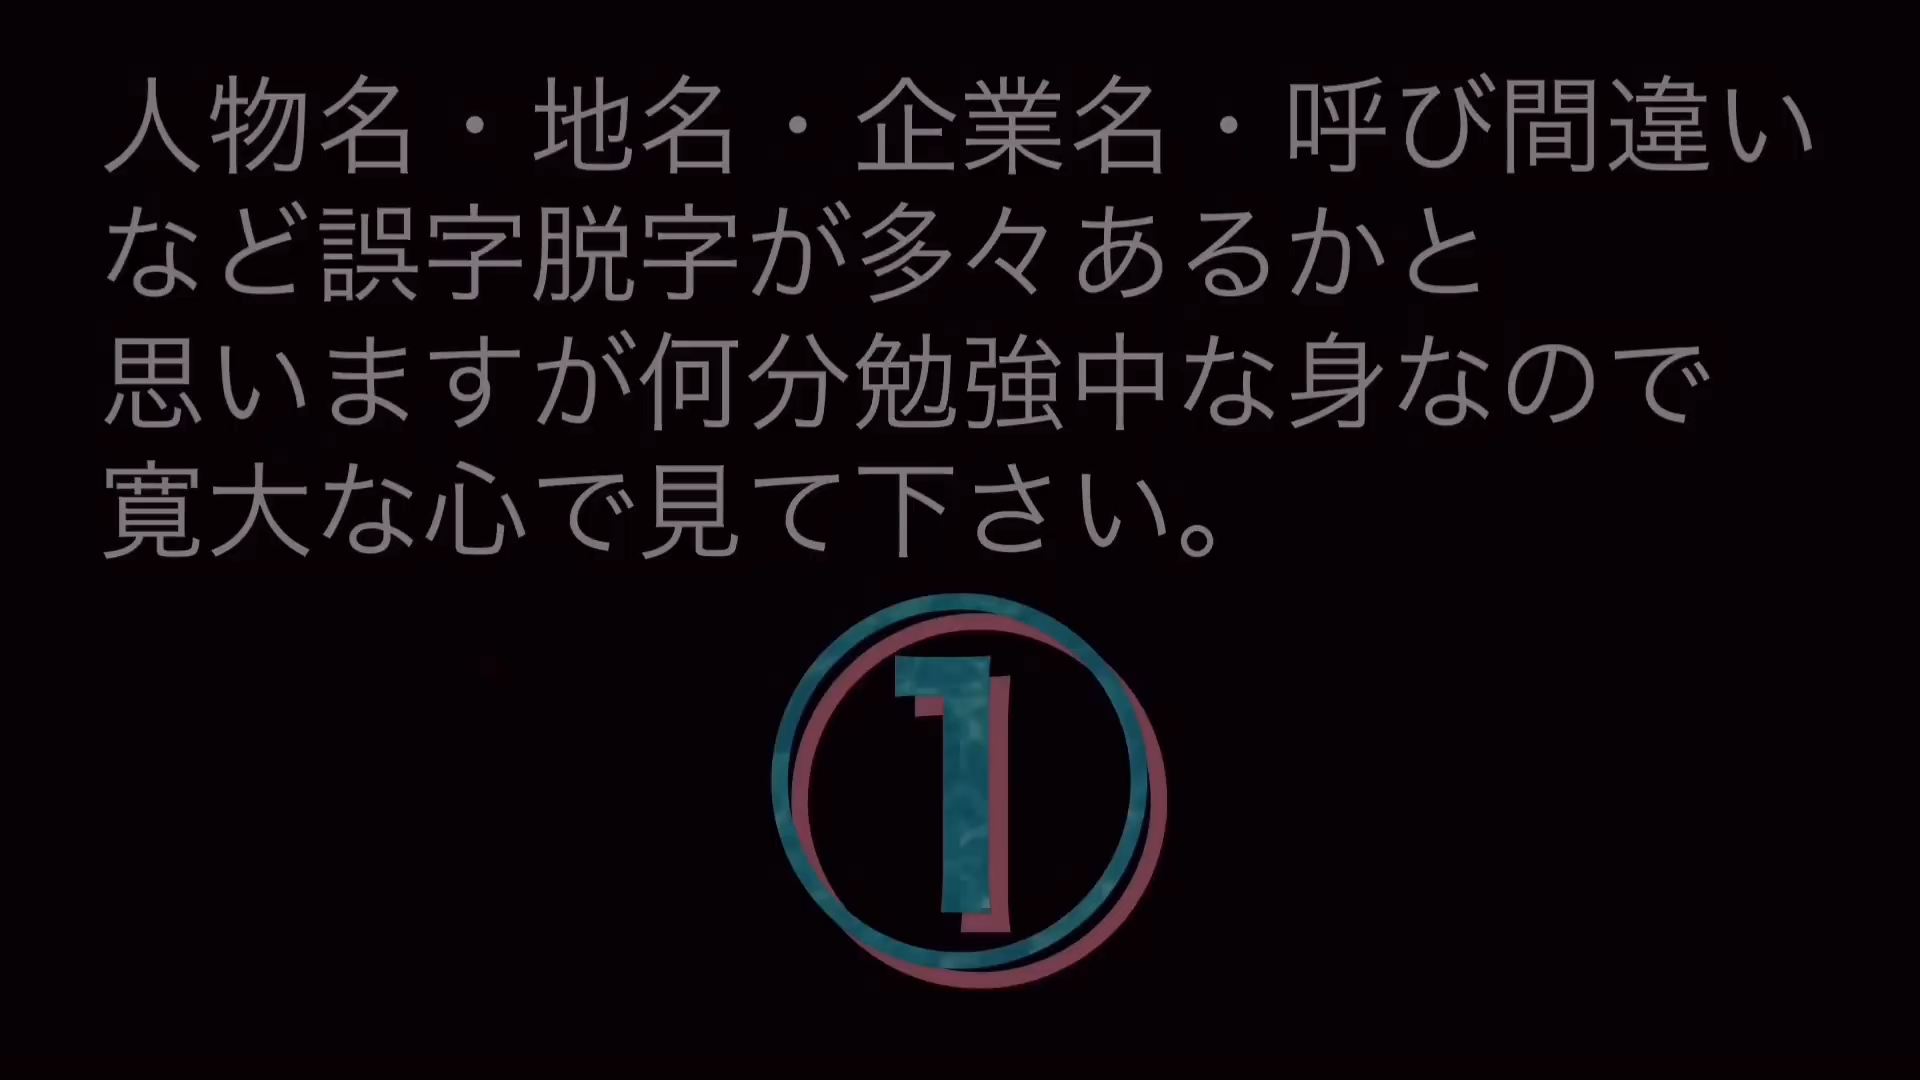 人物名・地名・企業名・呼び間違い
など誤字脱字が多々あるかと
思いますが何分勉強中な身なので
寛大な心で見て下さい。
1